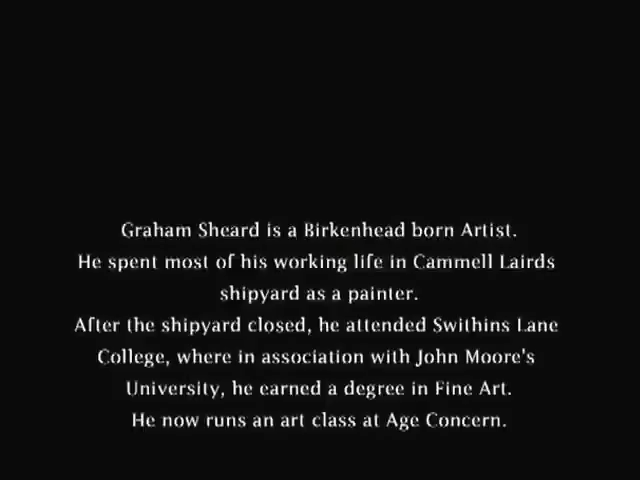 Graham Sheard is a Birkenhead born Artist.
He spent most of his working life in Cammell Lairds
shipyard as a painter.
After the shipyard closed, he attended Swithins Lane
College, where in association with John Moore's
University, he earned a degree in Fine Art.
He now runs an art class at Age Concern.